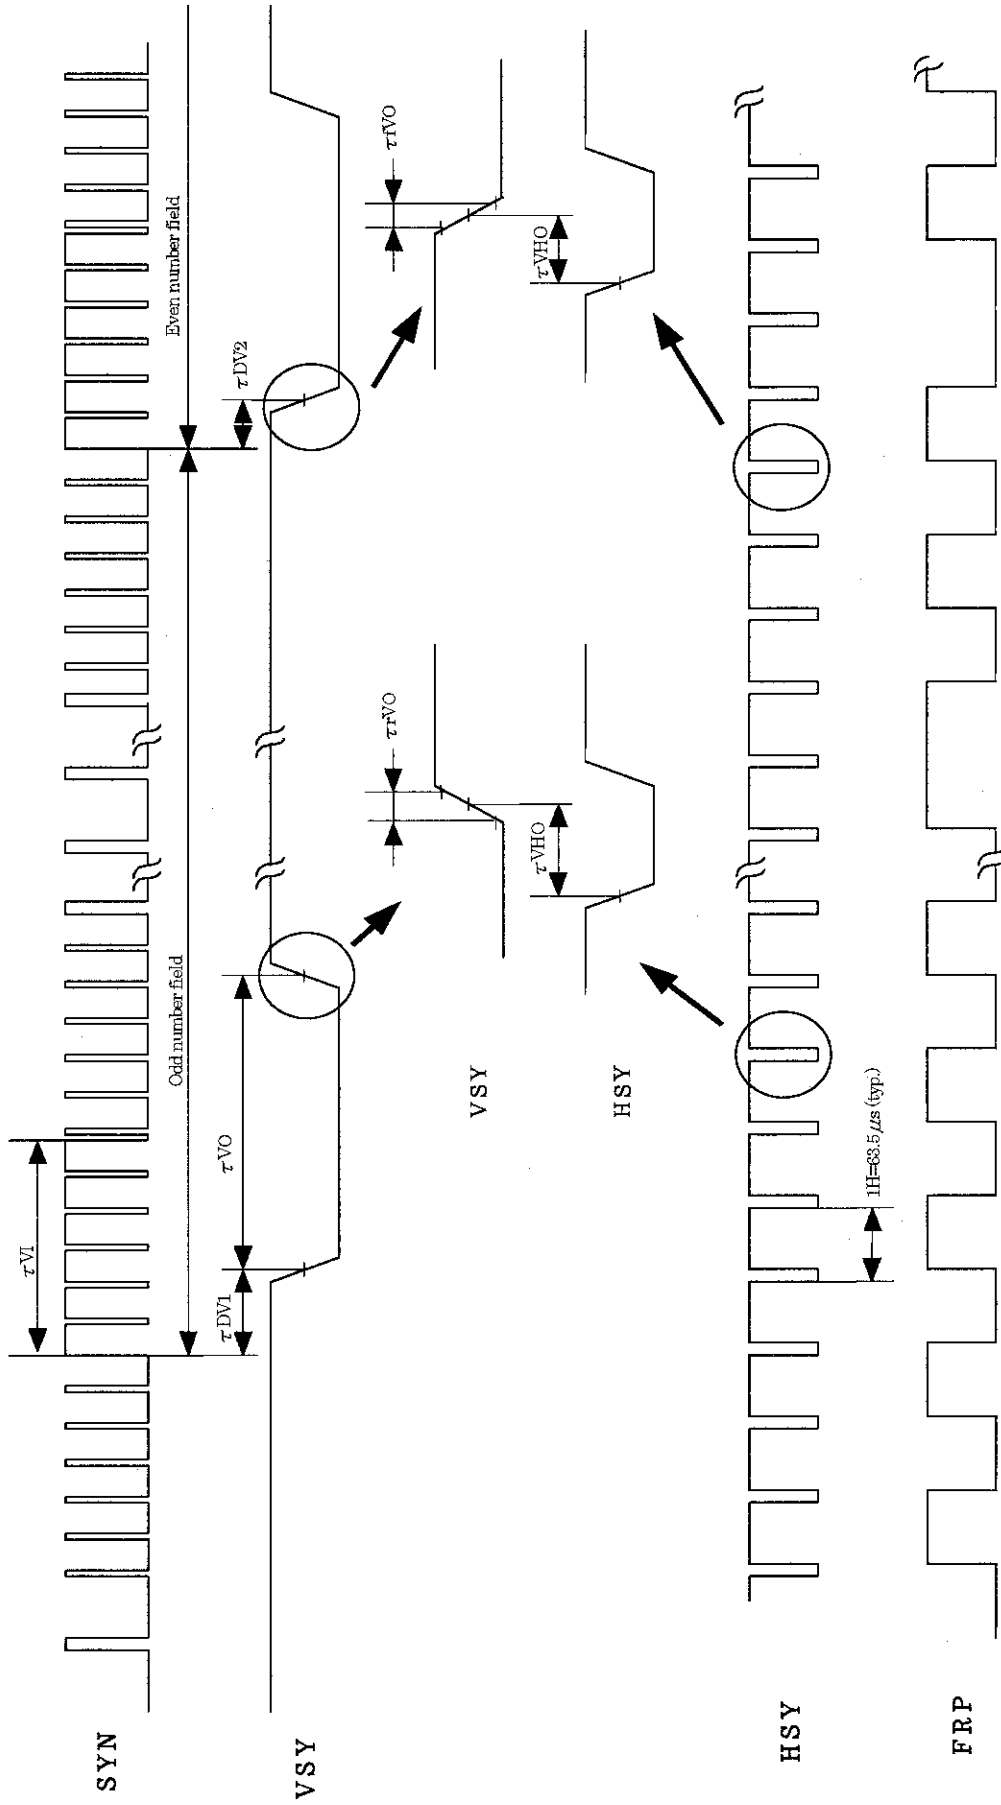 τVI
SYN
Odd number field
Even number field
τDV1
τVO
τDV2
VSY
τrVO
τfVO
VSY
τVHO
τVHO
HSY
HSY
1H=63.5μs (typ.)
FRP